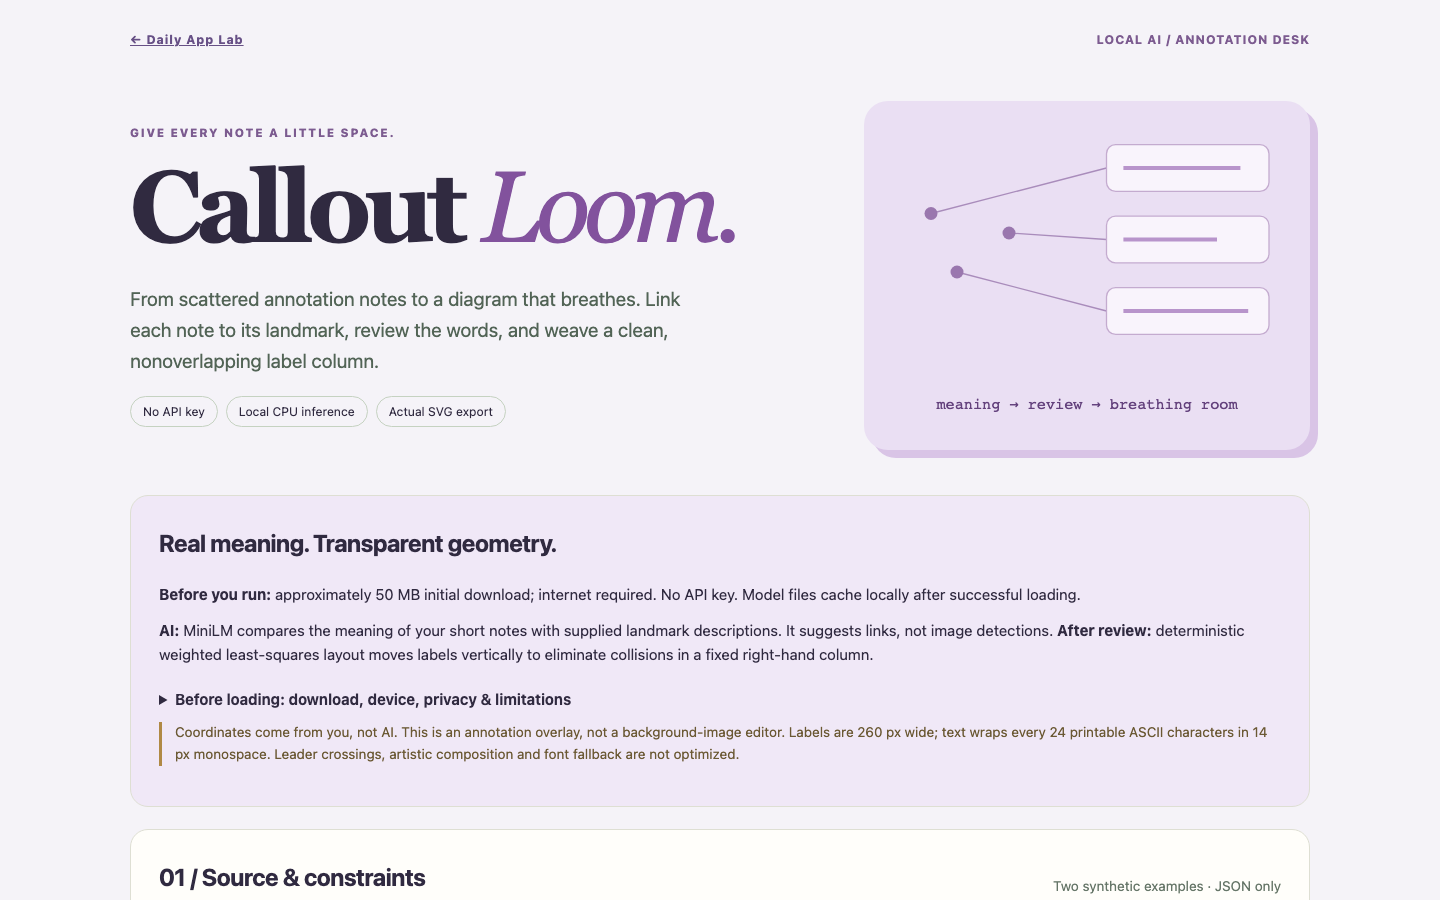 ← Daily App Lab
LOCAL AI / ANNOTATION DESK
GIVE EVERY NOTE A LITTLE SPACE.
Callout Loom.
From scattered annotation notes to a diagram that breathes. Link
each note to its landmark, review the words, and weave a clean,
nonoverlapping label column.
No API key
Local CPU inference
Actual SVG export
meaning → review → breathing room
Real meaning. Transparent geometry.
Before you run: approximately 50 MB initial download; internet required. No API key. Model files cache locally after successful loading.
AI: MiniLM compares the meaning of your short notes with supplied landmark descriptions. It suggests links, not image detections. After review: deterministic
weighted least-squares layout moves labels vertically to eliminate collisions in a fixed right-hand column.
▶ Before loading: download, device, privacy & limitations
Coordinates come from you, not AI. This is an annotation overlay, not a background-image editor. Labels are 260 px wide; text wraps every 24 printable ASCII characters in 14
px monospace. Leader crossings, artistic composition and font fallback are not optimized.
01 / Source & constraints
Two synthetic examples · JSON only